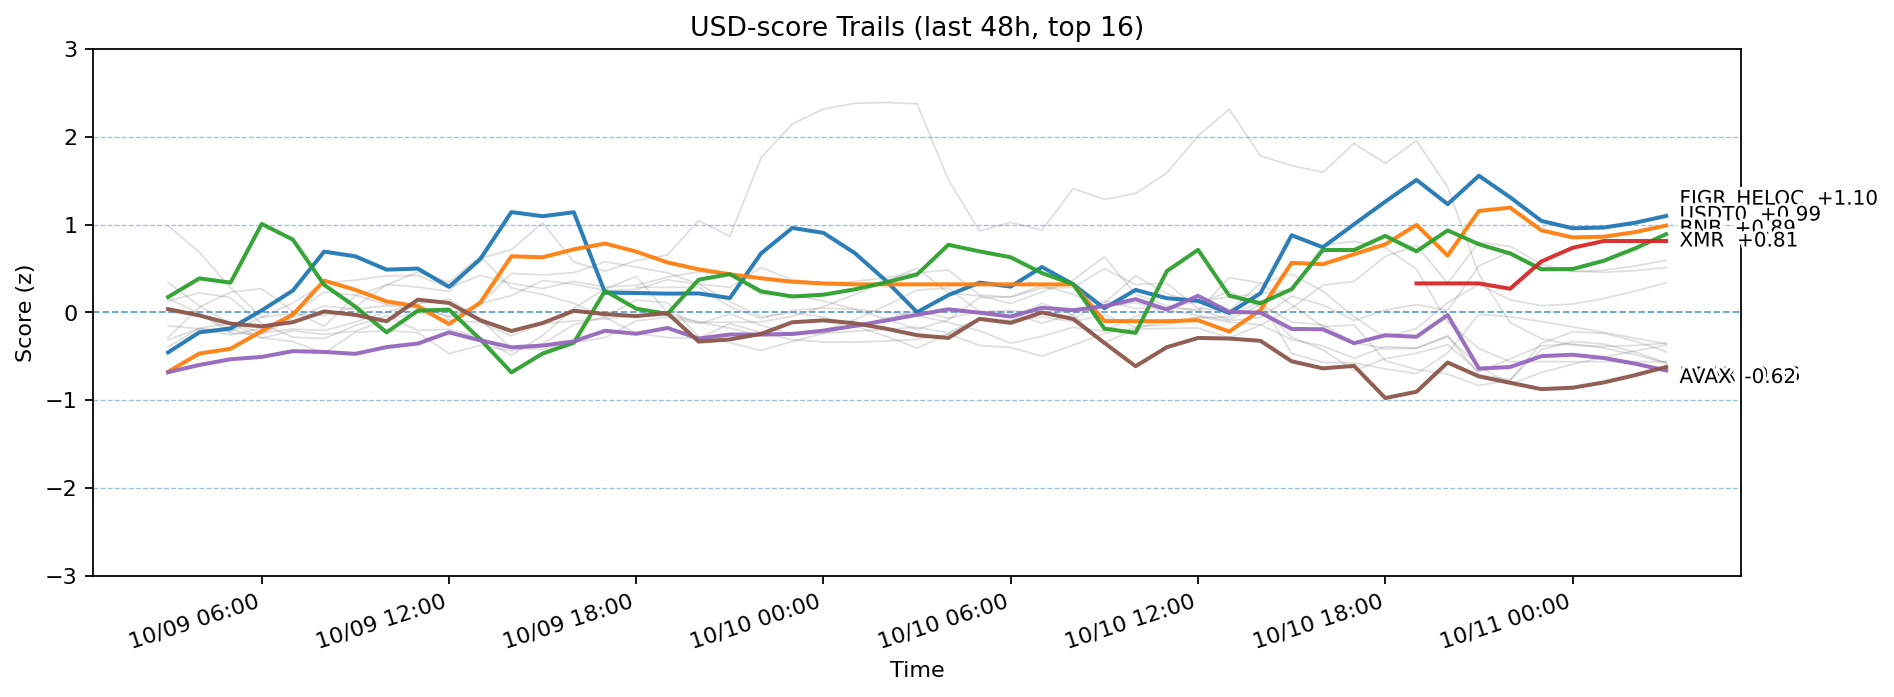 USD-score Trails (last 48h, top 16)
Score (z)
3
2
1
0
−1
−2
−3
FIGR_HELOC +1.10
USDT0 +0.99
BNB +0.89
XMR +0.81
AVAX -0.62
10/09 06:00
10/09 12:00
10/09 18:00
10/10 00:00
10/10 06:00
10/10 12:00
10/10 18:00
10/11 00:00
Time